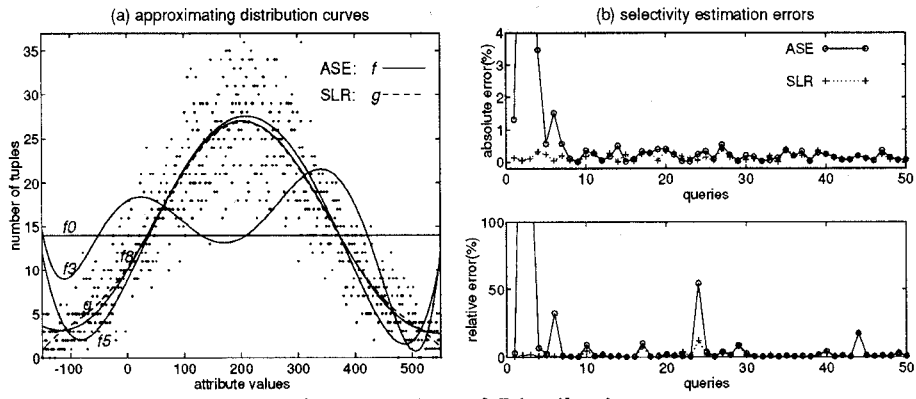 (a) approximating distribution curves
35
30
25
20
15
10
5
0
number of tuples
ASE: f
SLR: g
f0
f3
f8
g
f5
-100
0
100
200
300
400
500
attribute values
(b) selectivity estimation errors
4
3
2
1
0
absolute error(%)
ASE
SLR
0
10
20
30
40
50
queries
100
50
0
relative error(%)
0
10
20
30
40
50
queries